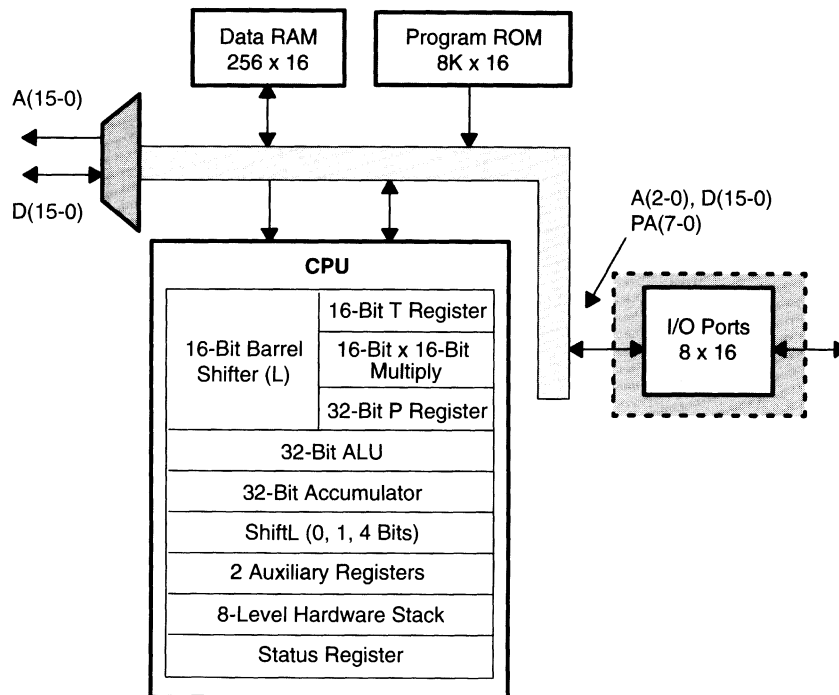 Data RAM
256 x 16
Program ROM
8K x 16
A(15-0)
D(15-0)
A(2-0), D(15-0)
PA(7-0)
CPU
16-Bit Barrel
Shifter (L)
16-Bit T Register
16-Bit x 16-Bit
Multiply
32-Bit P Register
I/O Ports
8 x 16
32-Bit ALU
32-Bit Accumulator
ShiftL (0, 1, 4 Bits)
2 Auxiliary Registers
8-Level Hardware Stack
Status Register